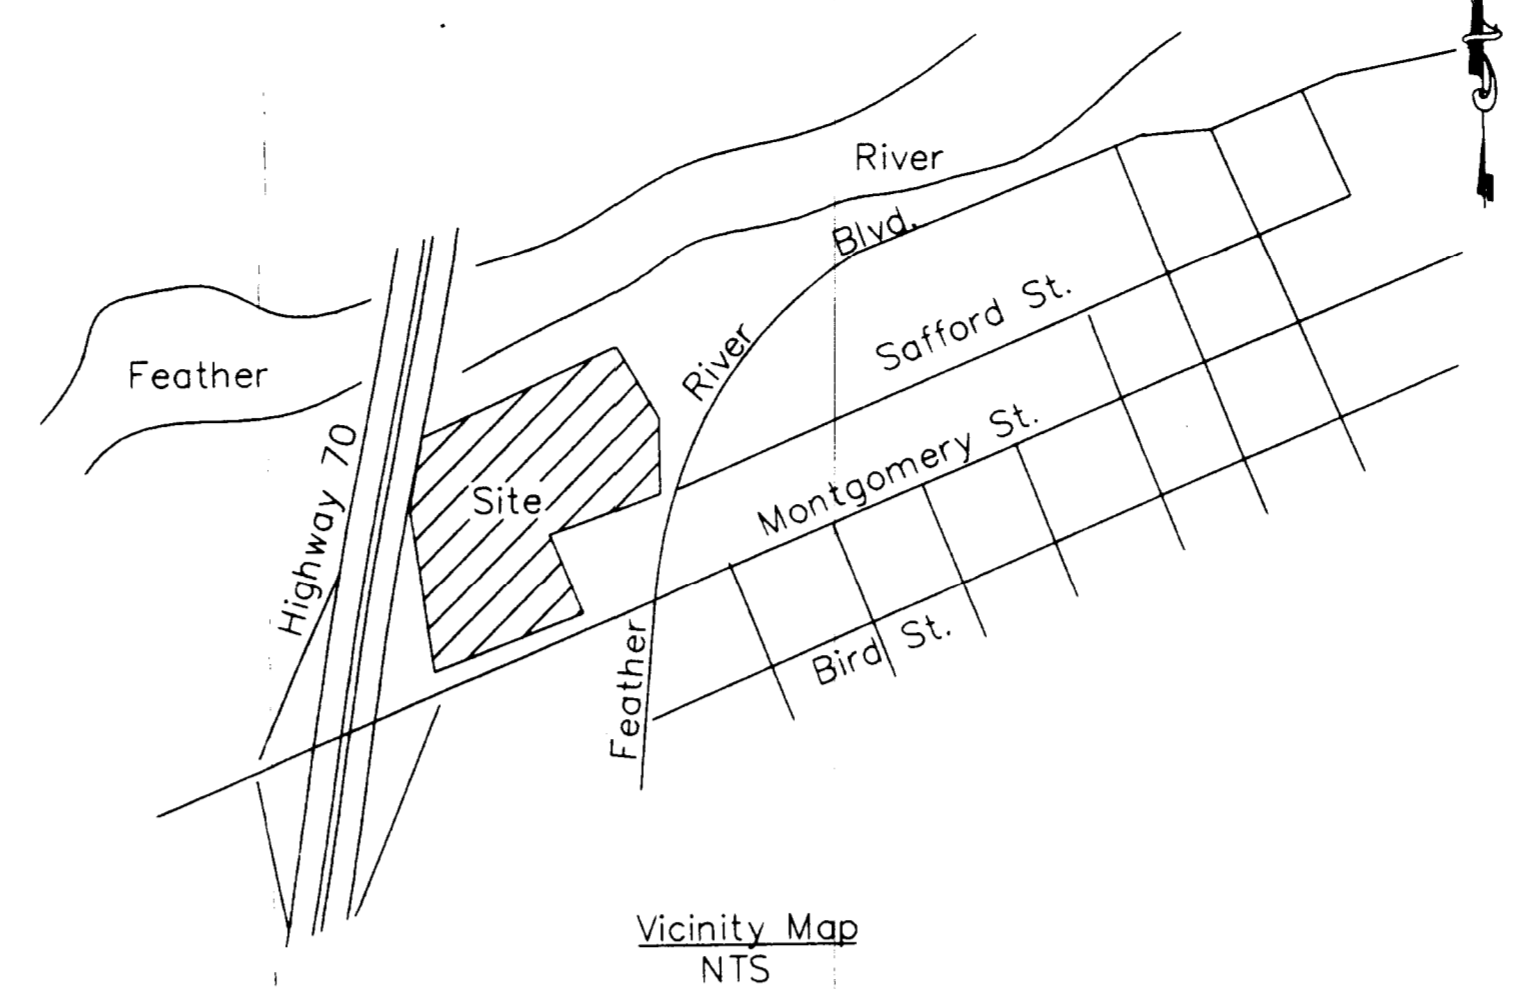 River
Blvd.
Safford St.
River
Feather
Montgomery St.
Highway 70
Site
Bird St.
Feather
Vicinity Map
NTS